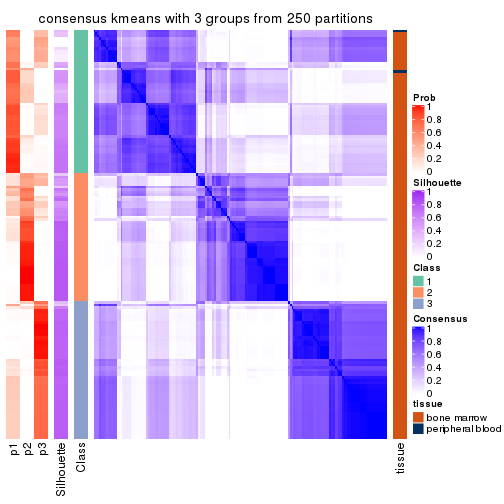 consensus kmeans with 3 groups from 250 partitions
Prob
1
0.8
0.6
0.4
0.2
0
Silhouette
1
0.8
0.6
0.4
0.2
0
Class
1
2
3
Consensus
1
0.8
0.6
0.4
0.2
0
tissue
bone marrow
peripheral blood
p1
p2
p3
Silhouette
Class
tissue